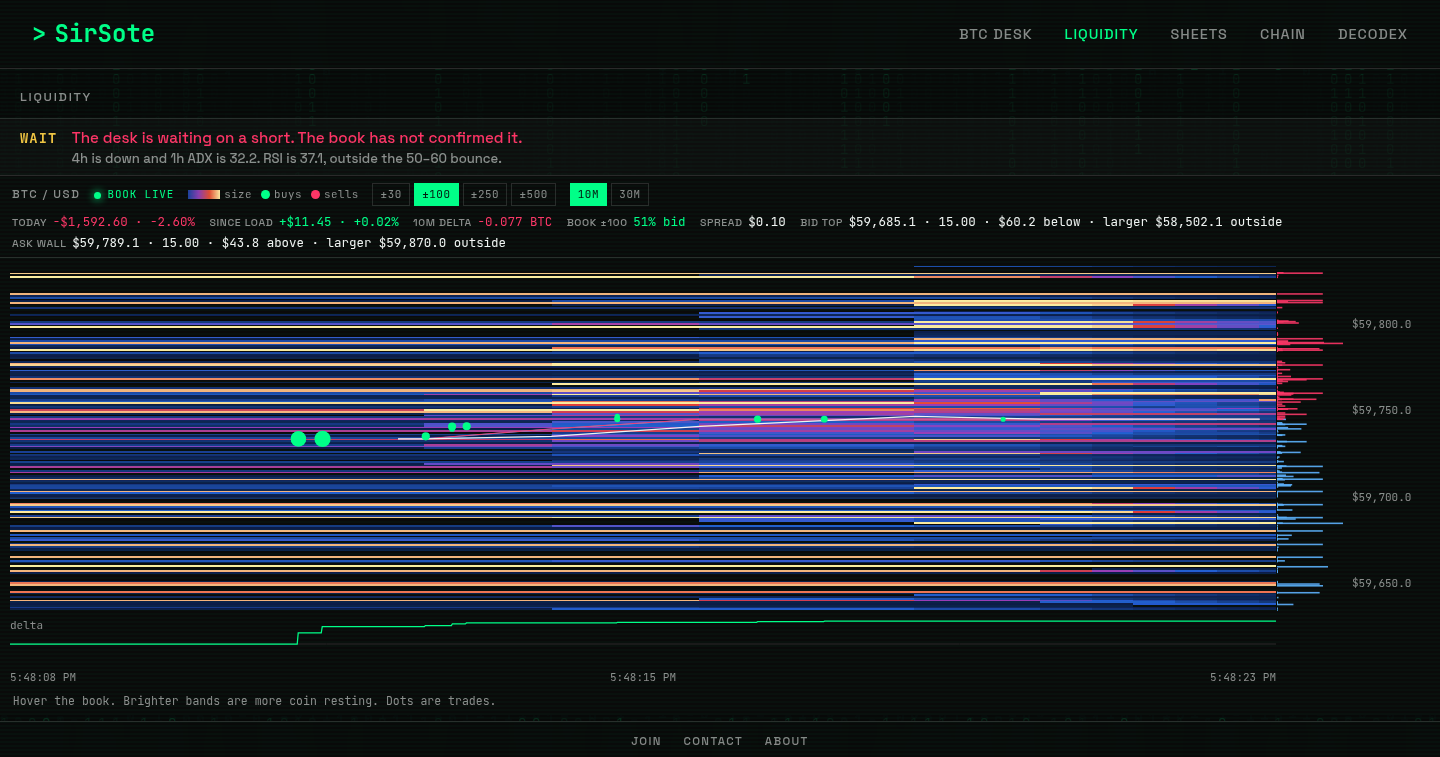 > SirSote
BTC DESK LIQUIDITY SHEETS CHAIN DECODEX
LIQUIDITY
WAIT The desk is waiting on a short. The book has not confirmed it.
4h is down and 1h ADX is 32.2. RSI is 37.1, outside the 50–60 bounce.
BTC / USD BOOK LIVE size buys sells ±30 ±100 ±250 ±500 10M 30M
TODAY -$1,592.60 · -2.60% SINCE LOAD +$11.45 · +0.02% 10M DELTA -0.077 BTC BOOK ±100 51% bid SPREAD $0.10 BID TOP $59,685.1 · 15.00 · $60.2 below · larger $58,502.1 outside
ASK WALL $59,789.1 · 15.00 · $43.8 above · larger $59,870.0 outside
$59,800.0
$59,750.0
$59,700.0
$59,650.0
delta
5:48:08 PM 5:48:15 PM 5:48:23 PM
Hover the book. Brighter bands are more coin resting. Dots are trades.
JOIN CONTACT ABOUT